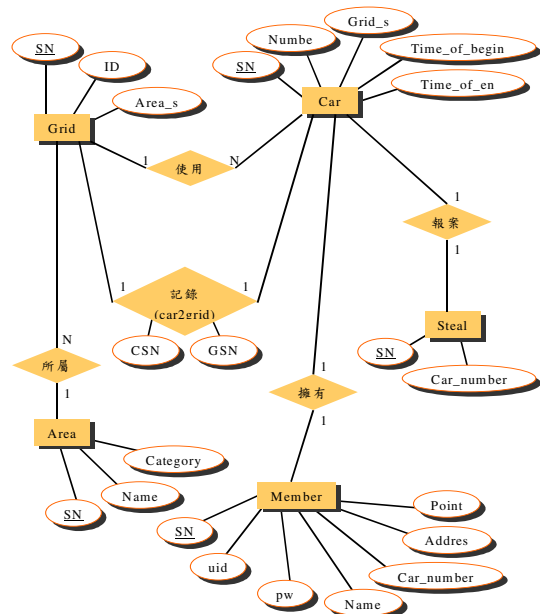 Grid_s
Numbe
SN
ID
SN
Time_of_begin
Time_of_en
Area_s
Car
Grid
1
使用
N
1
報案
1
1
記錄
(car2grid)
1
CSN
GSN
Steal
SN
Car_number
N
所屬
1
1
擁有
1
Area
Category
Name
SN
Member
SN
Point
Addres
uid
Car_number
pw
Name